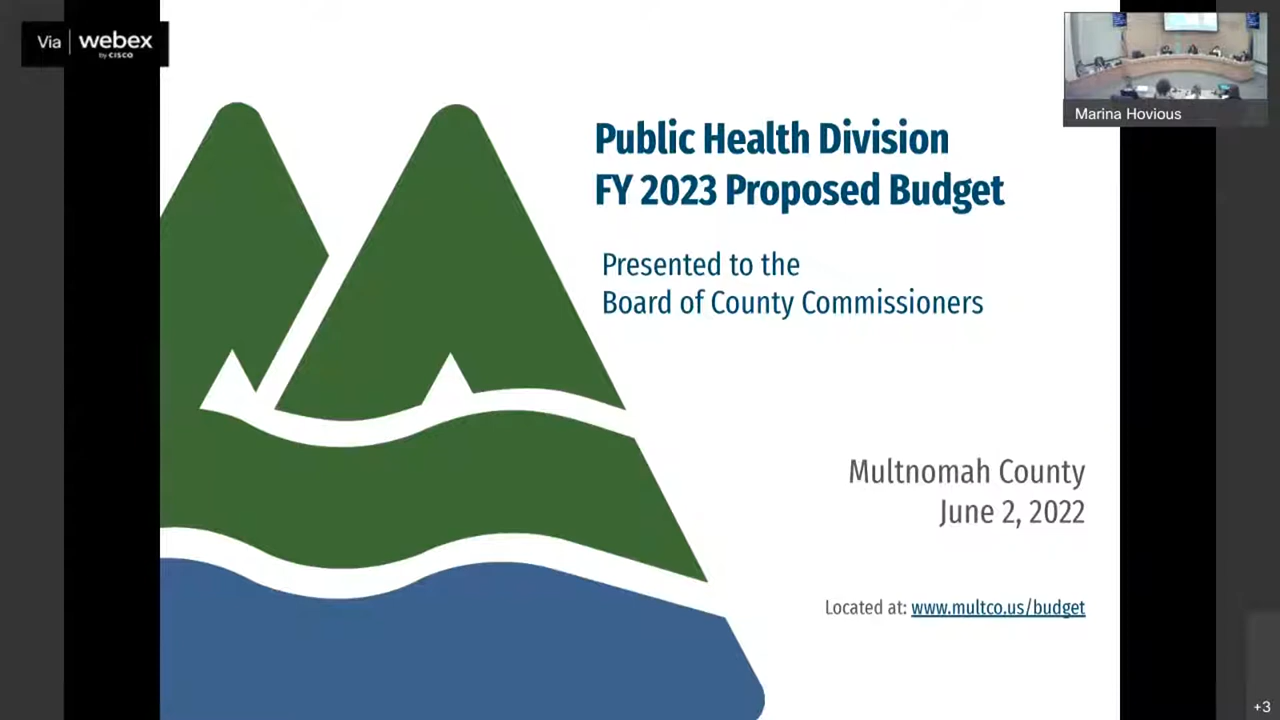 Via webex
by CISCO
Marina Hovious
Public Health Division
FY 2023 Proposed Budget
Presented to the
Board of County Commissioners
Multnomah County
June 2, 2022
Located at: www.multco.us/budget
+3